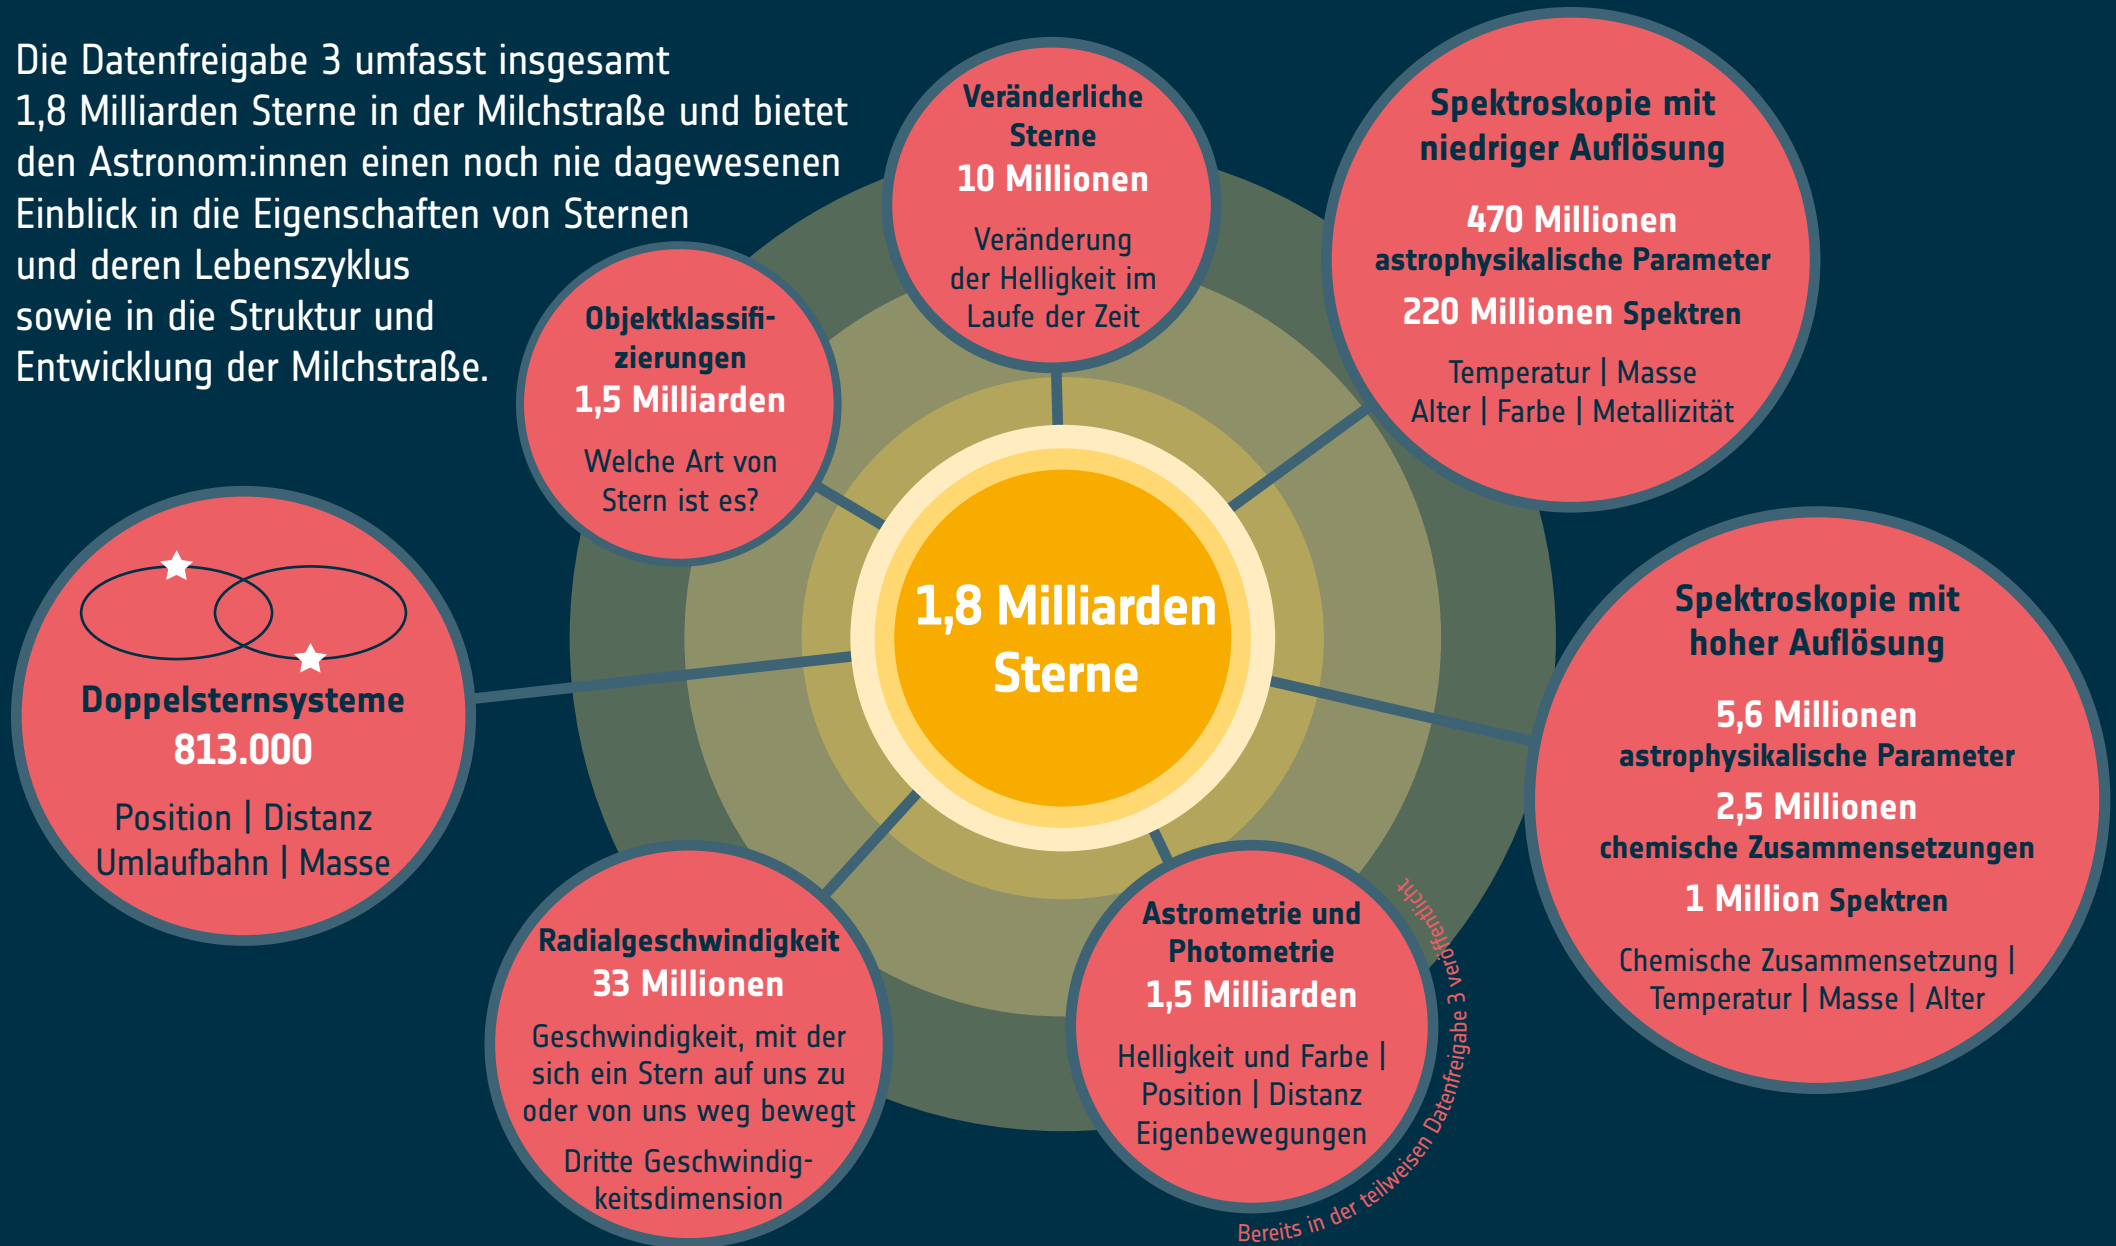 Die Datenfreigabe 3 umfasst insgesamt
1,8 Milliarden Sterne in der Milchstraße und bietet
den Astronom:innen einen noch nie dagewesenen
Einblick in die Eigenschaften von Sternen
und deren Lebenszyklus
sowie in die Struktur und
Entwicklung der Milchstraße.
Veränderliche
Sterne
10 Millionen
Veränderung
der Helligkeit im
Laufe der Zeit
Spektroskopie mit
niedriger Auflösung
470 Millionen
astrophysikalische Parameter
220 Millionen Spektren
Temperatur | Masse
Alter | Farbe | Metallizität
Objektklassifi-
zierungen
1,5 Milliarden
Welche Art von
Stern ist es?
1,8 Milliarden
Sterne
Doppelsternsysteme
813.000
Position | Distanz
Umlaufbahn | Masse
Spektroskopie mit
hoher Auflösung
5,6 Millionen
astrophysikalische Parameter
2,5 Millionen
chemische Zusammensetzungen
1 Million Spektren
Chemische Zusammensetzung |
Temperatur | Masse | Alter
Radialgeschwindigkeit
33 Millionen
Geschwindigkeit, mit der
sich ein Stern auf uns zu
oder von uns weg bewegt
Dritte Geschwindig-
keitsdimension
Astrometrie und
Photometrie
1,5 Milliarden
Helligkeit und Farbe |
Position | Distanz
Eigenbewegungen
Bereits in der teilweisen Datenfreigabe 3 veröffentlicht